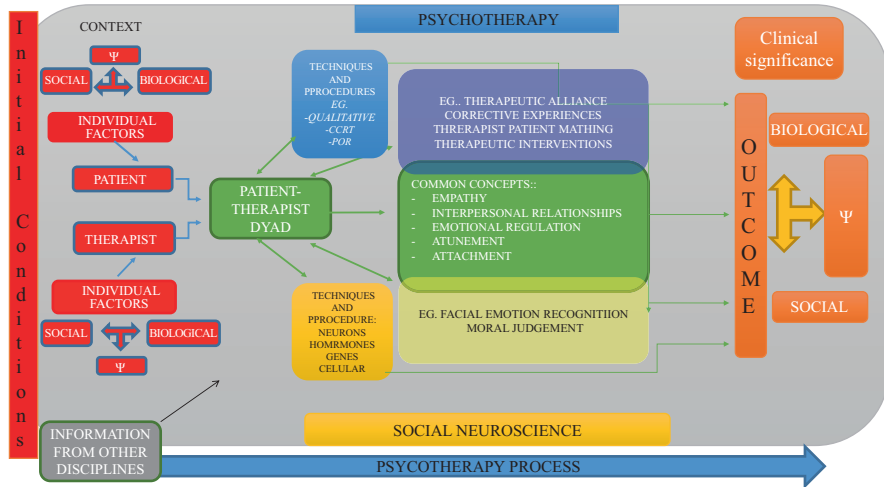 Initial Conditions
CONTEXT
Ψ
SOCIAL
BIOLOGICAL
INDIVIDUAL
FACTORS
PATIENT
THERAPIST
INDIVIDUAL
FACTORS
SOCIAL
BIOLOGICAL
Ψ
INFORMATION
FROM OTHER
DISCIPLINES
PSYCHOTHERAPY
TECHNIQUES
AND
PPROCEDURES
EG.
-QUALITATIVE
-CCRT
-POR
PATIENT-
THERAPIST
DYAD
TECHNIQUES
AND
PPROCEDURE:
NEURONS
HOMRMONES
GENES
CELULAR
EG.. THERAPEUTIC ALLIANCE
CORRECTIVE EXPERIENCES
THRERAPIST PATIENT MATHING
THERAPEUTIC INTERVENTIONS
COMMON CONCEPTS::
- EMPATHY
- INTERPERSONAL RELATIONSHIPS
- EMOTIONAL REGULATION
- ATUNEMENT
- ATTACHMENT
EG. FACIAL EMOTION RECOGNITIION
MORAL JUDGEMENT
SOCIAL NEUROSCIENCE
PSYCOTHERAPY PROCESS
Clinical
significance
OUTCOME
BIOLOGICAL
Ψ
SOCIAL